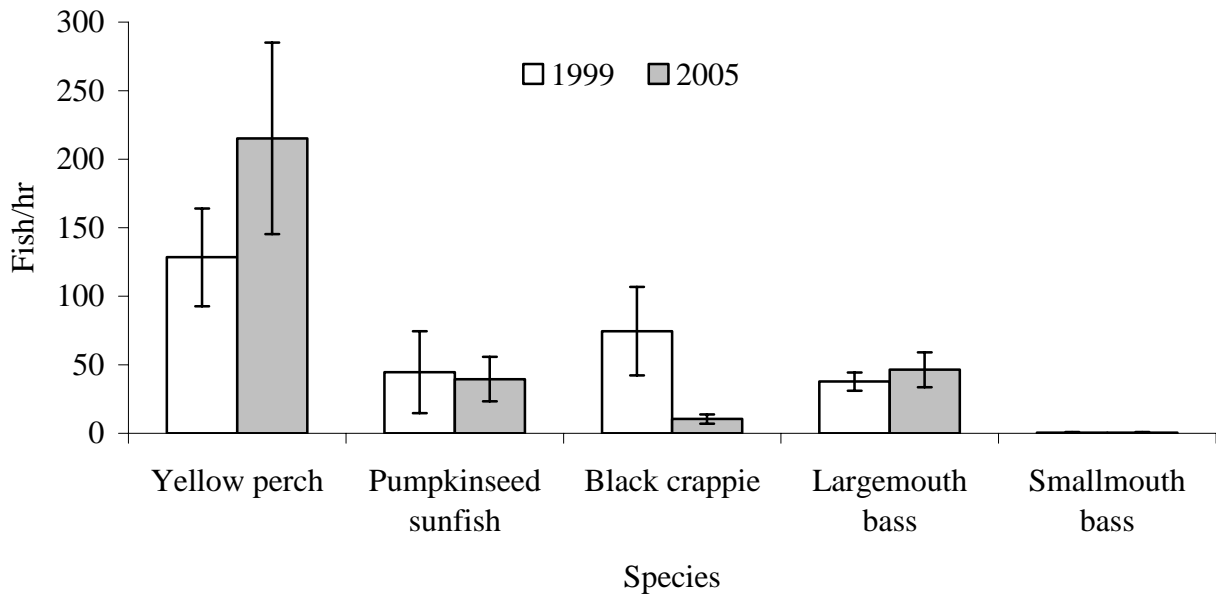 300
250
200
150
100
50
0
Fish/hr
1999 2005
Yellow perch
Pumpkinseed
sunfish
Black crappie
Largemouth
bass
Smallmouth
bass
Species